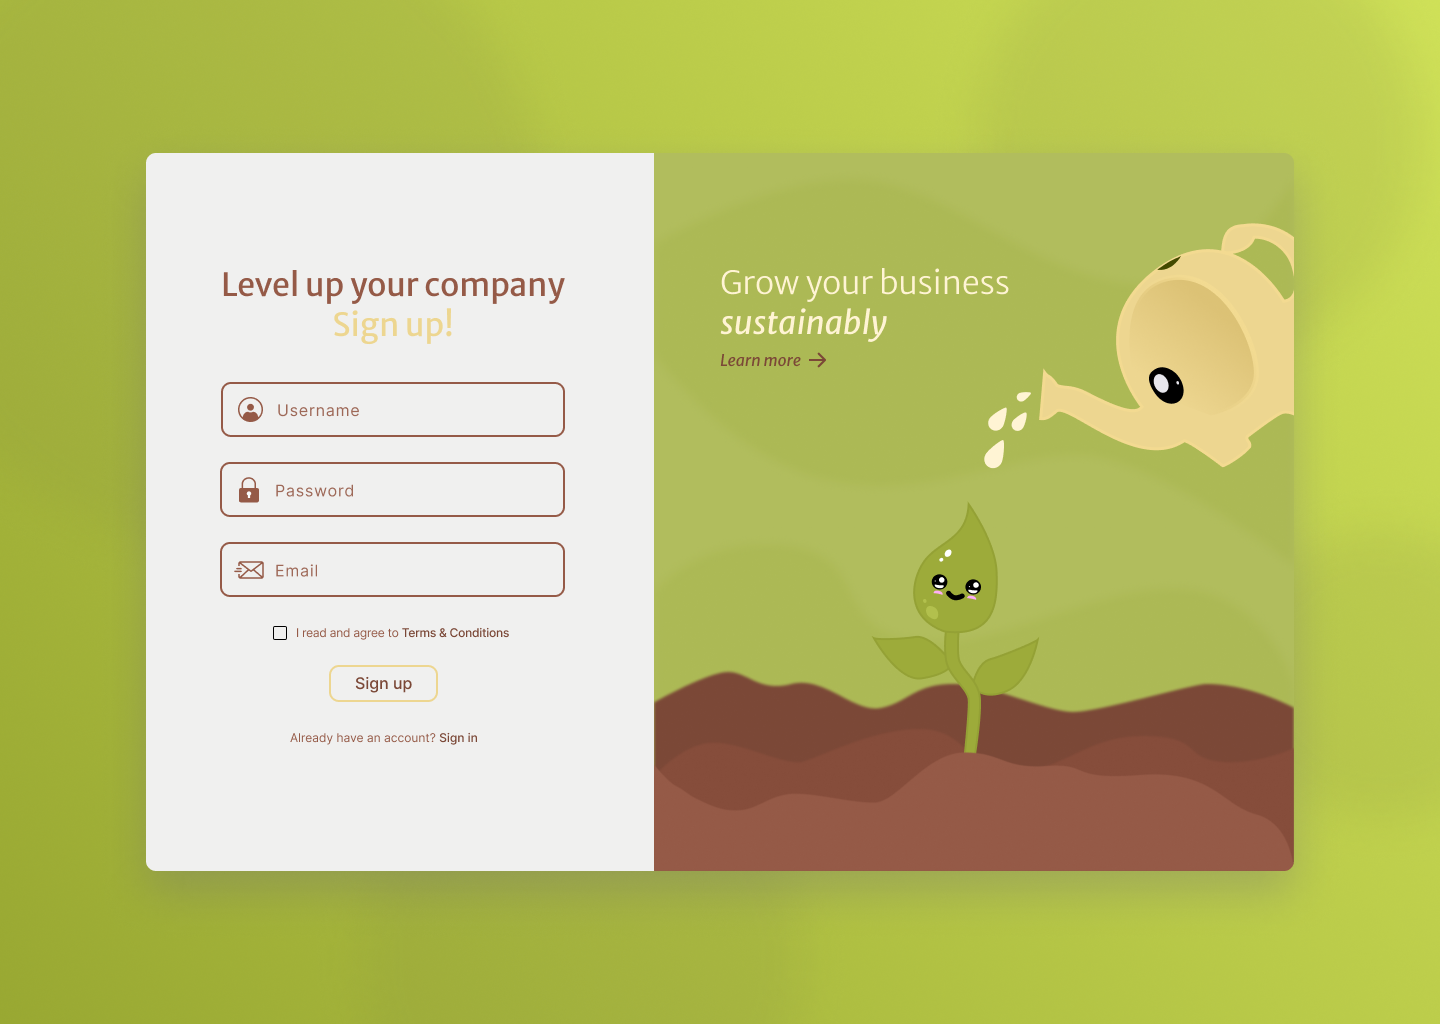 Level up your company
Sign up!
Username
Password
Email
I read and agree to Terms & Conditions
Sign up
Already have an account? Sign in
Grow your business
sustainably
Learn more